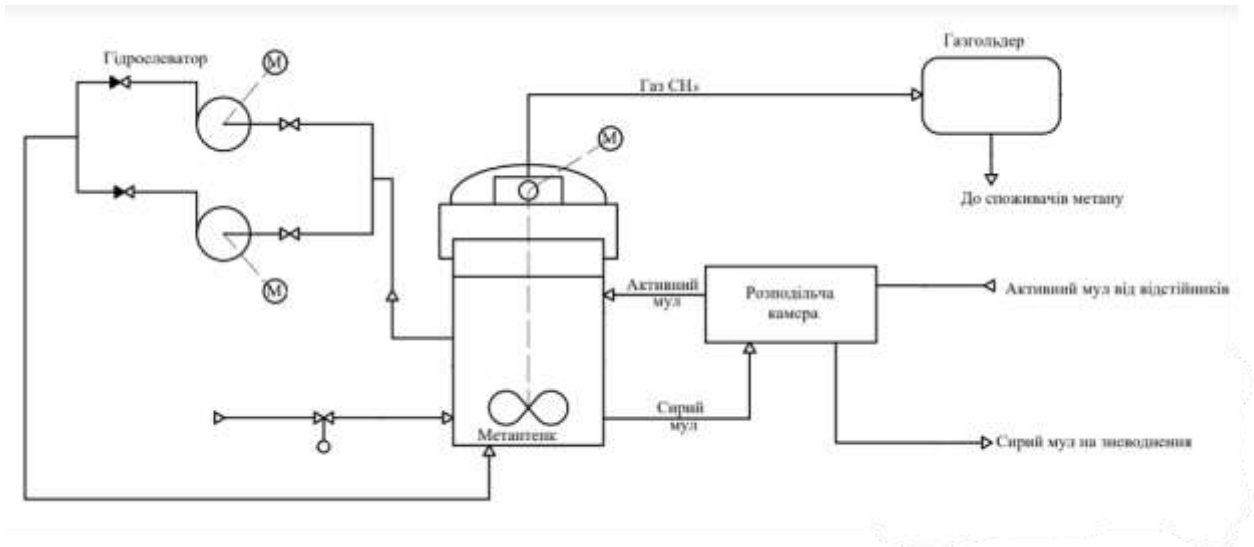 Гідроелеватор
М
Газгольдер
Газ CH₄
М
До споживачів метану
Активний
мул
Розподільча
камера
Активний мул від відстійників
М
Сирий
мул
Метантенк
Сирий мул на зневоднення